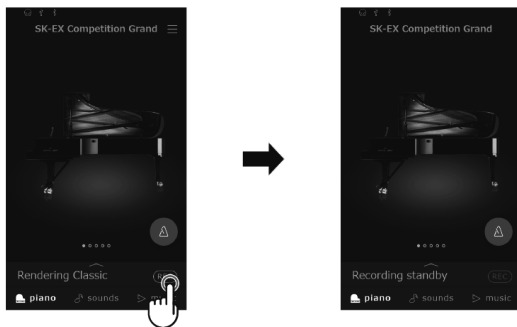 SK-EX Competition Grand
Rendering Classic
REC
piano
sounds
music
SK-EX Competition Grand
Recording standby
REC
piano
sounds
music